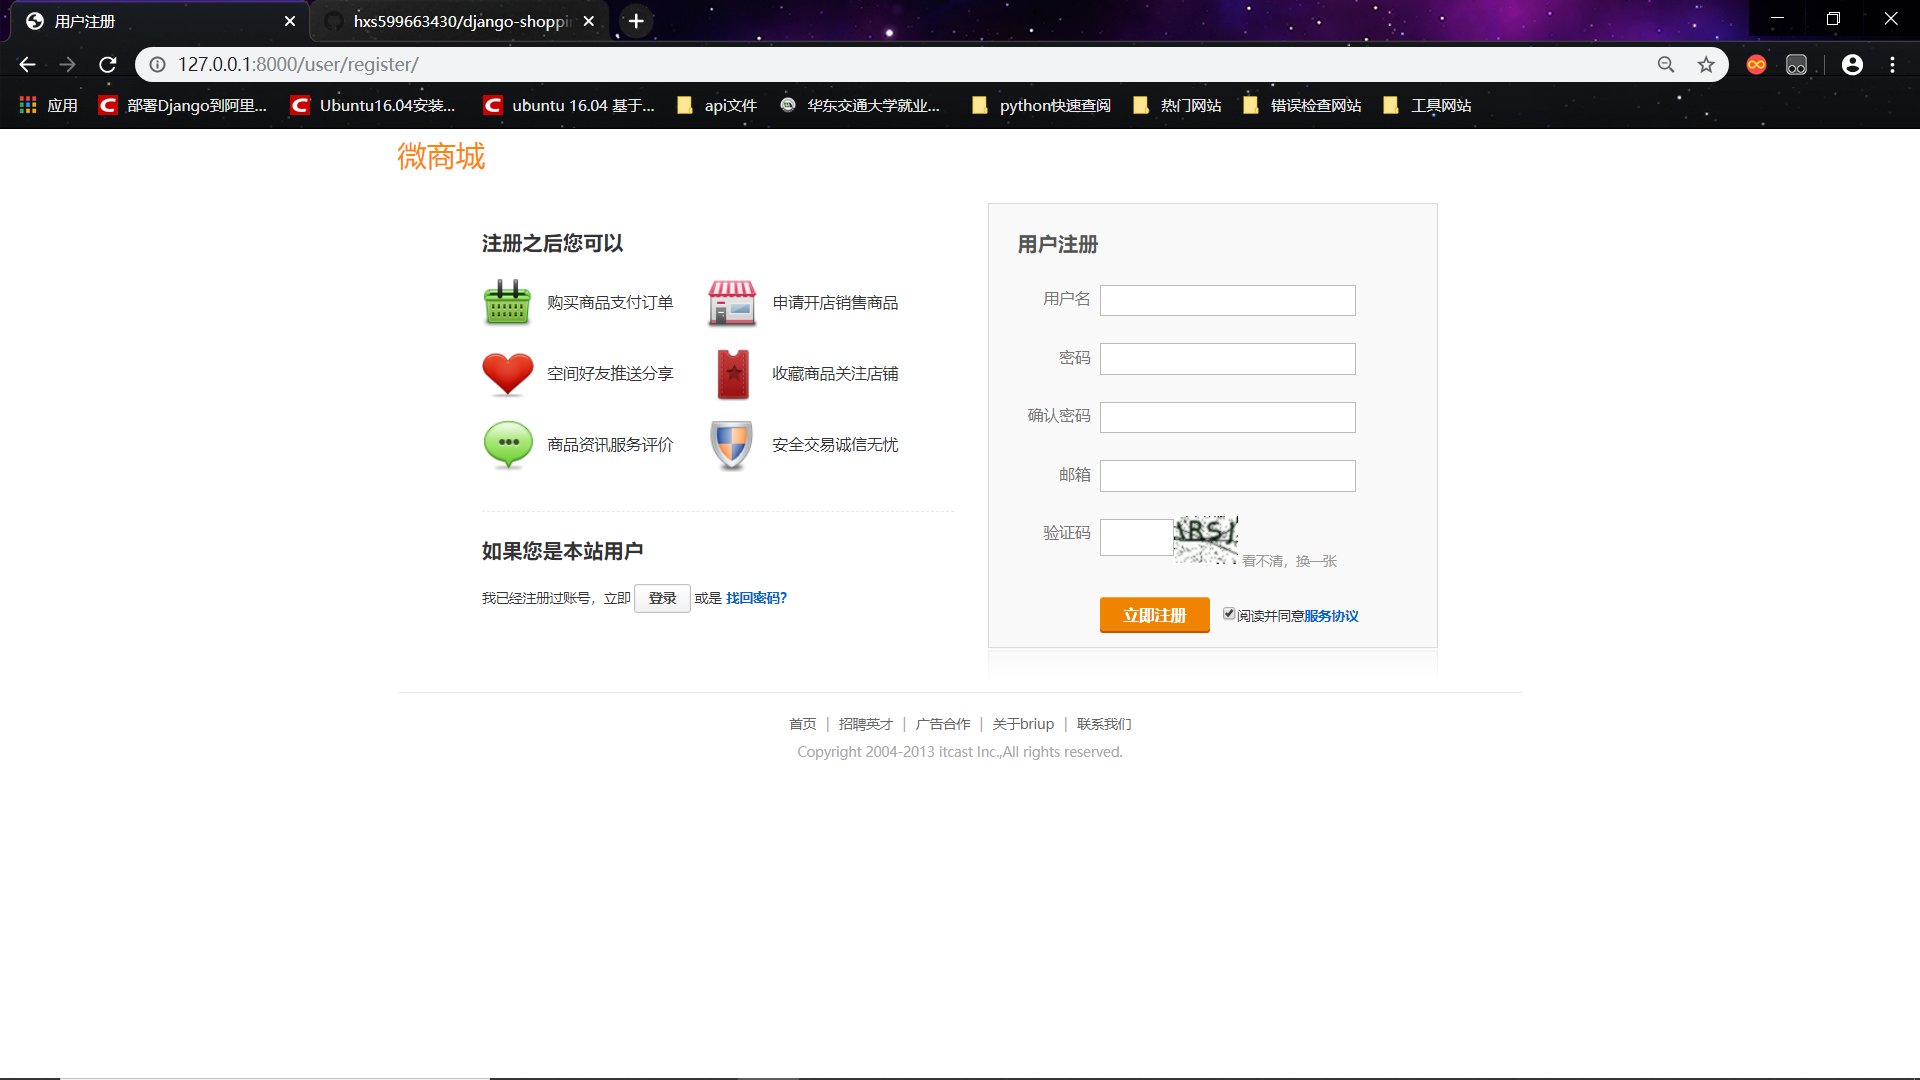 用户注册
hxs599663430/django-shoppin
127.0.0.1:8000/user/register/
应用
部署Django到阿里...
Ubuntu16.04安装...
ubuntu 16.04 基于...
api文件
华东交通大学就业...
python快速查阅
热门网站
错误检查网站
工具网站
微商城
注册之后您可以
购买商品支付订单
申请开店销售商品
空间好友推送分享
收藏商品关注店铺
商品资讯服务评价
安全交易诚信无忧
如果您是本站用户
我已经注册过账号，立即 登录 或是 找回密码?
用户注册
用户名
密码
确认密码
邮箱
验证码
看不清，换一张
立即注册
阅读并同意服务协议
首页 | 招聘英才 | 广告合作 | 关于briup | 联系我们
Copyright 2004-2013 itcast Inc.,All rights reserved.